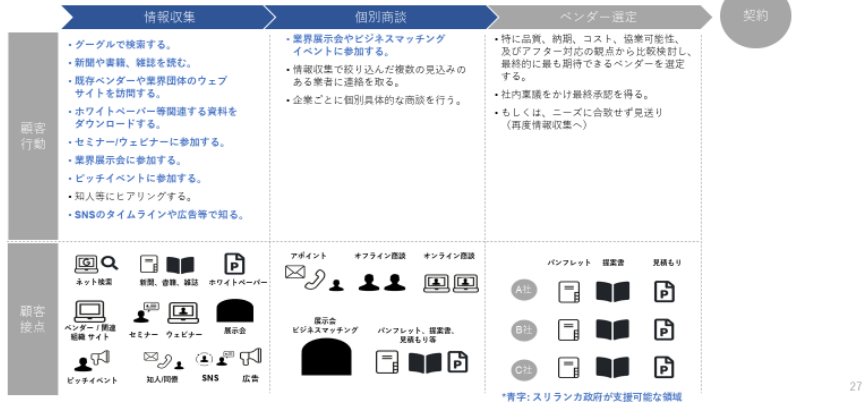 情報収集
個別商談
ベンダー選定
契約
顧客
行動
・グーグルで検索する。
・新聞や書籍、雑誌を読む。
・既存ベンダーや業界団体のウェブ
サイトを訪問する。
・ホワイトペーパー等関連する資料を
ダウンロードする。
・セミナー/ウェビナーに参加する。
・業界展示会に参加する。
・ピッチイベントに参加する。
・知人等にヒアリングする。
・SNSのタイムラインや広告等で知る。
・業界展示会やビジネスマッチング
イベントに参加する。
・情報収集で絞り込んだ複数の見込みの
ある業者に連絡を取る。
・企業ごとに個別具体的な商談を行う。
・特に品質、納期、コスト、協業可能性、
及びアフター対応の観点から比較検討し、
最終的に最も期待できるベンダーを選定
する。
・社内稟議をかけ最終承認を得る。
・もしくは、ニーズに合致せず見送り
（再度情報収集へ）
顧客
接点
ネット検索
新聞、書籍、雑誌
ホワイトペーパー
ベンダー / 関連
組織 サイト
セミナー
ウェビナー
展示会
ピッチイベント
知人/同僚
SNS
広告
アポイント
オフライン商談
オンライン商談
展示会
ビジネスマッチング
パンフレット、提案書、
見積もり等
パンフレット
提案書
見積もり
A社
B社
C社
*青字: スリランカ政府が支援可能な領域
27